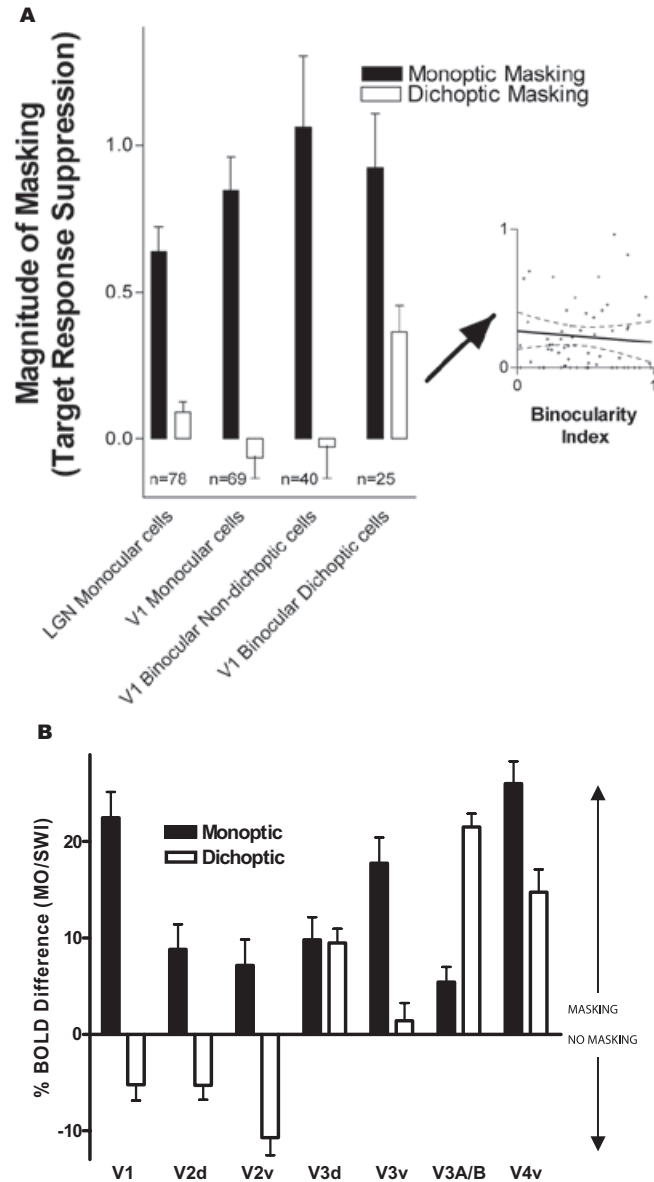 A
Magnitude of Masking
(Target Response Suppression)
1.0
0.5
0.0
Monoptic Masking
Dichoptic Masking
n=78
n=69
n=40
n=25
LGN Monocular cells
V1 Monocular cells
V1 Binocular Non-dichoptic cells
V1 Binocular Dichoptic cells
1
0
0
1
Binocularity
Index
B
% BOLD Difference (MO/SWI)
20
10
0
-10
Monoptic
Dichoptic
MASKING
NO MASKING
V1
V2d
V2v
V3d
V3v
V3A/B
V4v